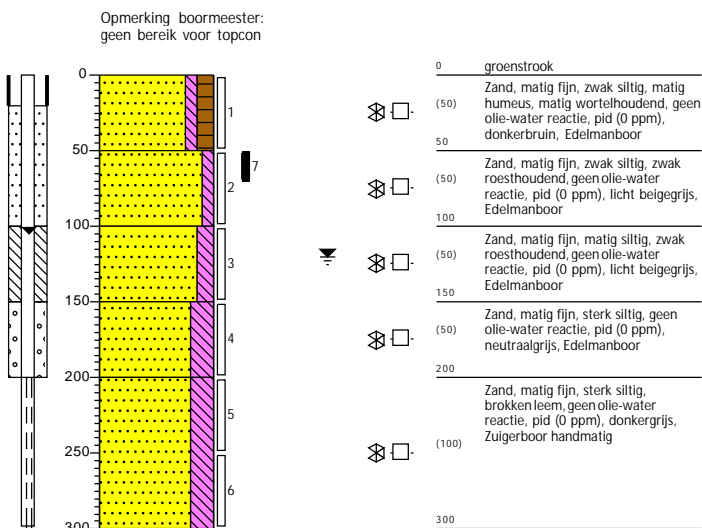 Opmerking boormeester:
geen bereik voor topcon
0
50
100
150
200
250
300
1
2
3
4
5
6
7
0
groenstrook
(50)
50
Zand, matig fijn, zwak siltig, matig
humeus, matig wortelhoudend, geen
olie-water reactie, pid (0 ppm),
donkerbruin, Edelmanboor
(50)
100
Zand, matig fijn, zwak siltig, zwak
roesthoudend, geen olie-water
reactie, pid (0 ppm), licht beigegrijs,
Edelmanboor
(50)
150
Zand, matig fijn, matig siltig, zwak
roesthoudend, geen olie-water
reactie, pid (0 ppm), licht beigegrijs,
Edelmanboor
(50)
200
Zand, matig fijn, sterk siltig, geen
olie-water reactie, pid (0 ppm),
neutraalgrijs, Edelmanboor
(100)
300
Zand, matig fijn, sterk siltig,
brokken leem, geen olie-water
reactie, pid (0 ppm), donkergrijs,
Zuigerboor handmatig